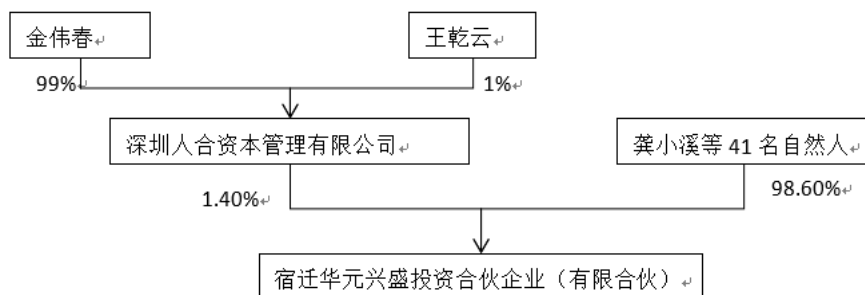 金伟春
王乾云
99%
1%
深圳人合资本管理有限公司
龚小溪等 41 名自然人
1.40%
98.60%
宿迁华元兴盛投资合伙企业（有限合伙）